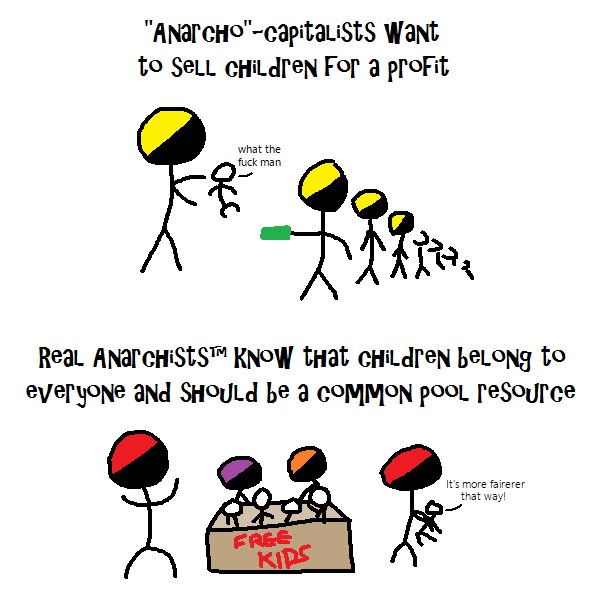 "Anarcho"-capitalists want
to sell children for a profit
what the
fuck man
Real Anarchists™ know that children belong to
everyone and should be a common pool resource
It's more fairerer
that way!
FREE
KIDS